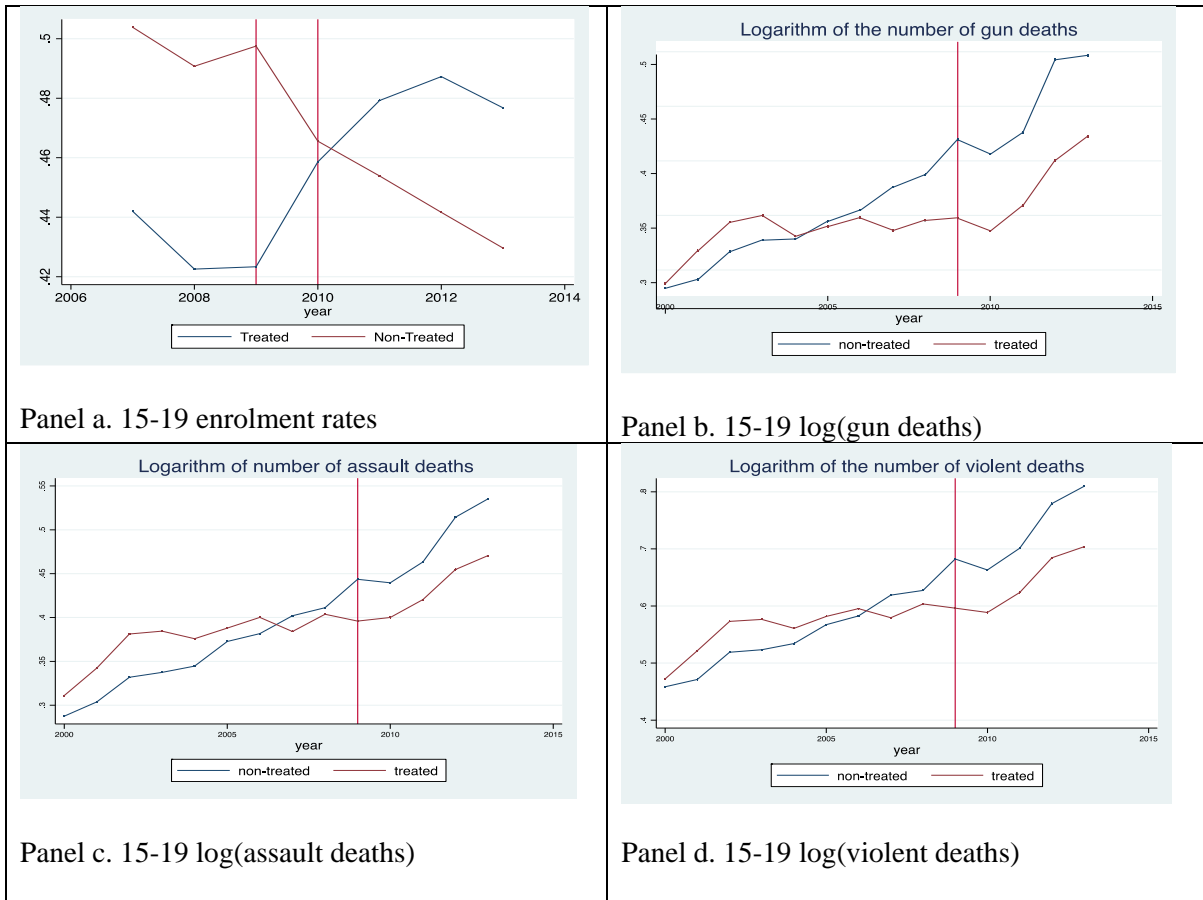 .5
.48
.46
.44
.42
2006 2008 2010 2012 2014
year
Treated Non-Treated
Panel a. 15-19 enrolment rates
Logarithm of the number of gun deaths
.5
.45
.4
.35
.3
2000 2005 2010 2015
year
non-treated treated
Panel b. 15-19 log(gun deaths)
Logarithm of number of assault deaths
.55
.5
.45
.4
.35
.3
2000 2005 2010 2015
year
non-treated treated
Panel c. 15-19 log(assault deaths)
Logarithm of the number of violent deaths
.8
.7
.6
.5
.4
2000 2005 2010 2015
year
non-treated treated
Panel d. 15-19 log(violent deaths)